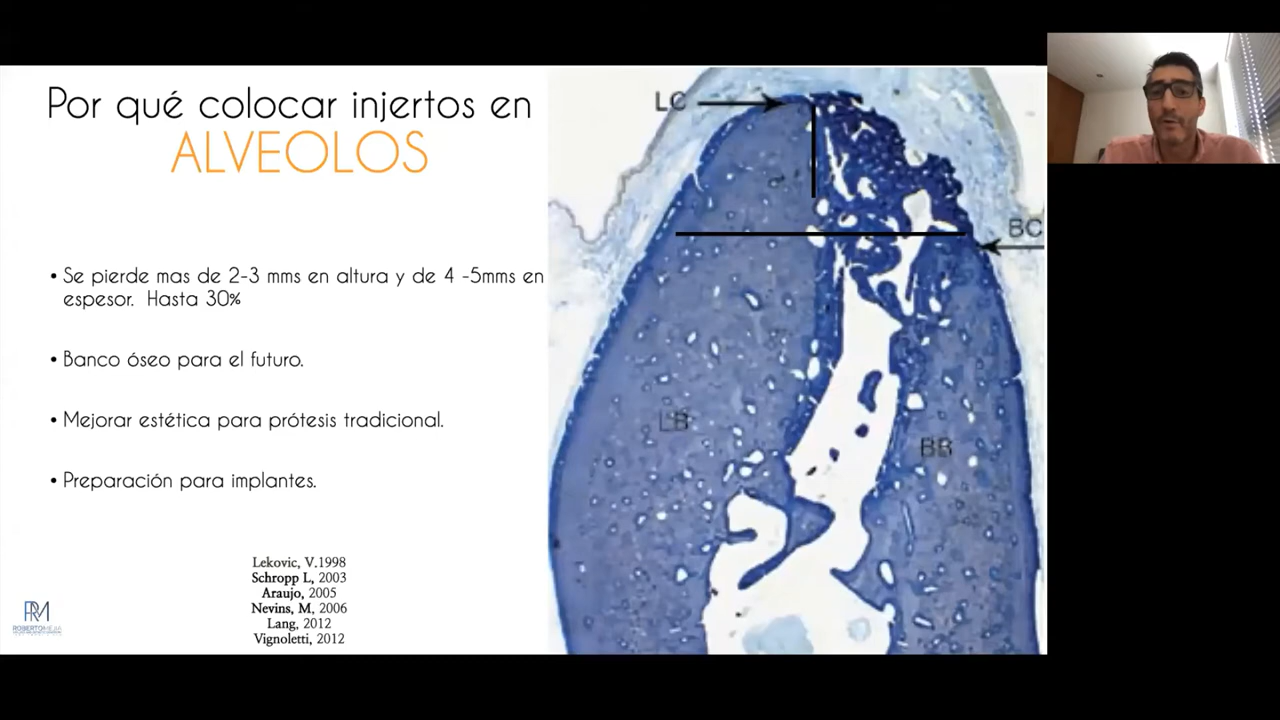 Por qué colocar injertos en
ALVEOLOS
• Se pierde mas de 2-3 mms en altura y de 4 -5mms en
espesor. Hasta 30%
• Banco óseo para el futuro.
• Mejorar estética para prótesis tradicional.
• Preparación para implantes.
Lekovic, V.1998
Schropp L, 2003
Araujo, 2005
Nevins, M, 2006
Lang, 2012
Vignoletti, 2012
RM
ROBERTOMEJIA
LC
BC
LB
BB